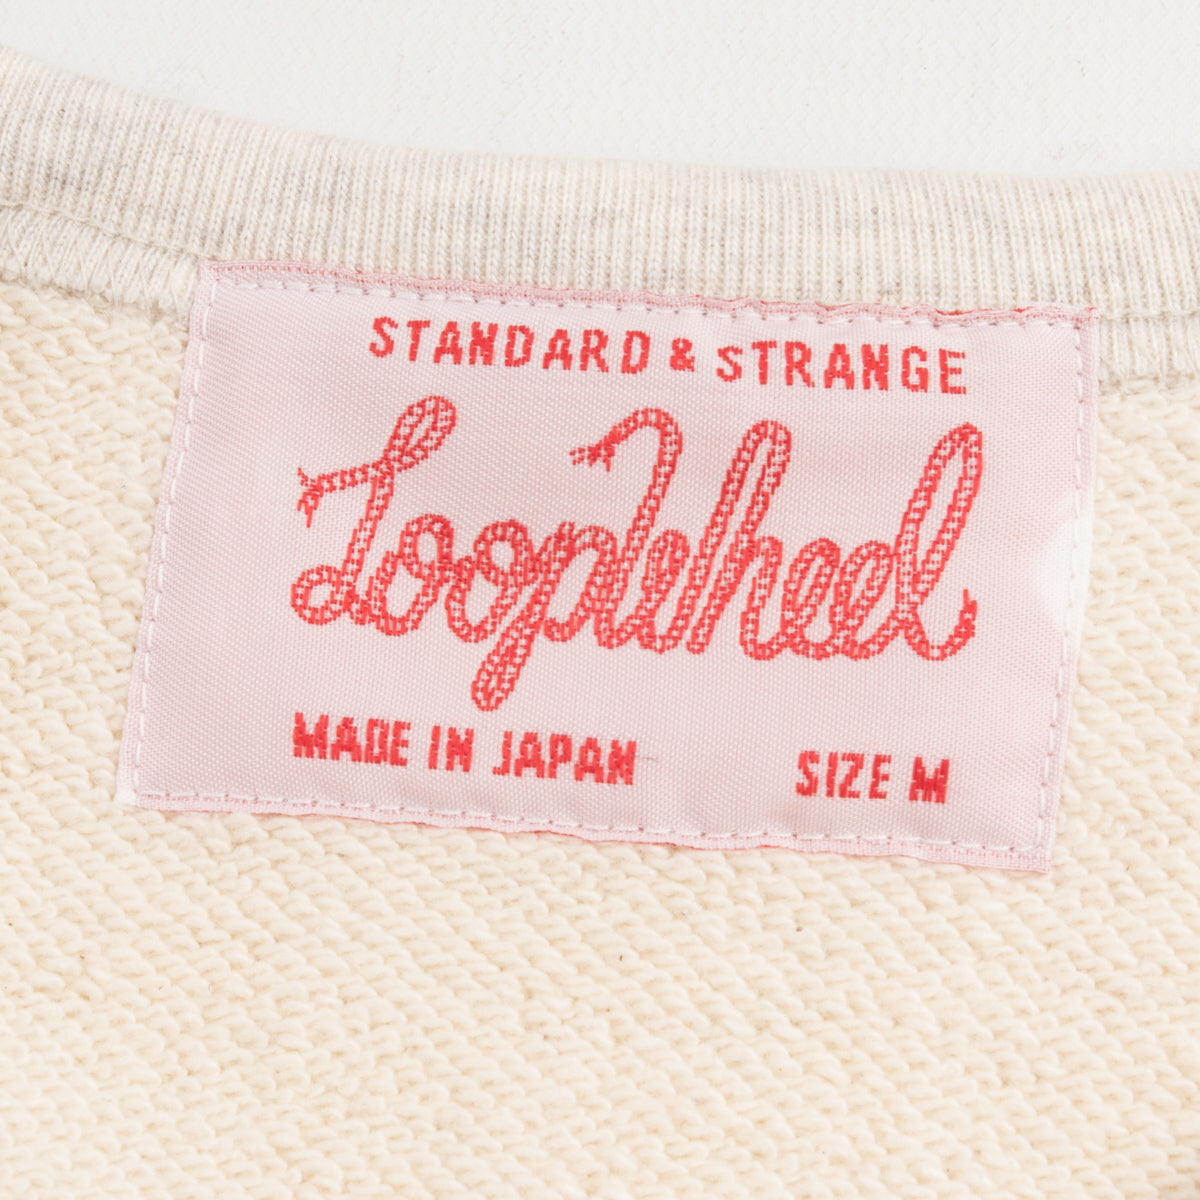 STANDARD & STRANGE
LoopWheel
MADE IN JAPAN SIZE M